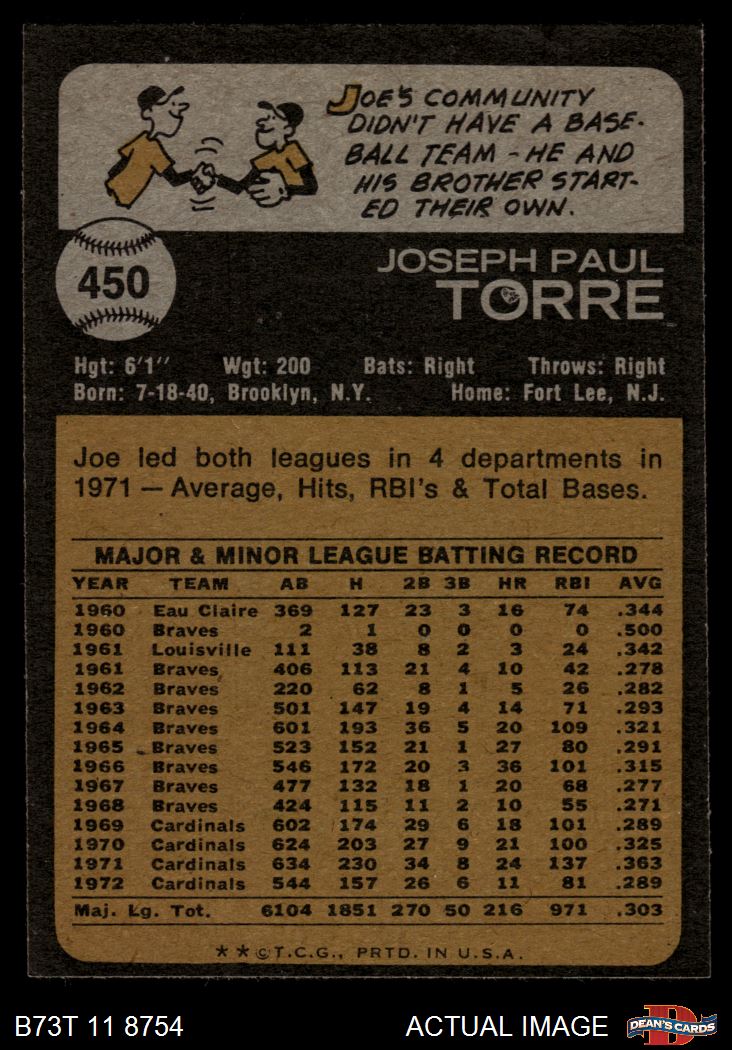 JOE'S COMMUNITY
DIDN'T HAVE A BASE-
BALL TEAM - HE AND
HIS BROTHER START-
ED THEIR OWN.
450
JOSEPH PAUL
TORRE
Hgt: 6'1" Wgt: 200 Bats: Right Throws: Right
Born: 7-18-40, Brooklyn, N.Y. Home: Fort Lee, N.J.
Joe led both leagues in 4 departments in
1971 — Average, Hits, RBI's & Total Bases.
MAJOR & MINOR LEAGUE BATTING RECORD
YEAR TEAM AB H 2B 3B HR RBI AVG
1960 Eau Claire 369 127 23 3 16 74 .344
1960 Braves 2 1 0 0 0 0 .500
1961 Louisville 111 38 8 2 3 24 .342
1961 Braves 406 113 21 4 10 42 .278
1962 Braves 220 62 8 1 5 26 .282
1963 Braves 501 147 19 4 14 71 .293
1964 Braves 601 193 36 5 20 109 .321
1965 Braves 523 152 21 1 27 80 .291
1966 Braves 546 172 20 3 36 101 .315
1967 Braves 477 132 18 1 20 68 .277
1968 Braves 424 115 11 2 10 55 .271
1969 Cardinals 602 174 29 6 18 101 .289
1970 Cardinals 624 203 27 9 21 100 .325
1971 Cardinals 634 230 34 8 24 137 .363
1972 Cardinals 544 157 26 6 11 81 .289
Maj. Lg. Tot. 6104 1851 270 50 216 971 .303
**©T.C.G., PRTD. IN U.S.A.
B73T 11 8754 ACTUAL IMAGE D DEAN'S CARDS